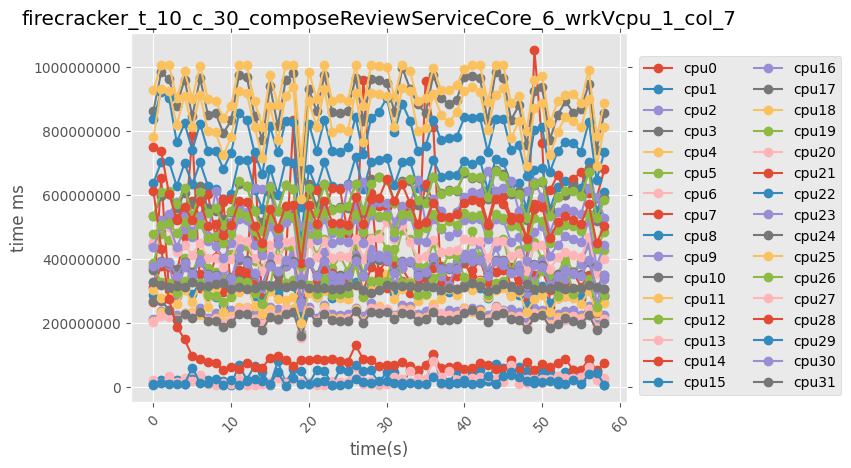 firecracker_t_10_c_30_composeReviewServiceCore_6_wrkVcpu_1_col_7
time ms
1000000000
800000000
600000000
400000000
200000000
0
0
10
20
30
40
50
60
time(s)
cpu0
cpu1
cpu2
cpu3
cpu4
cpu5
cpu6
cpu7
cpu8
cpu9
cpu10
cpu11
cpu12
cpu13
cpu14
cpu15
cpu16
cpu17
cpu18
cpu19
cpu20
cpu21
cpu22
cpu23
cpu24
cpu25
cpu26
cpu27
cpu28
cpu29
cpu30
cpu31